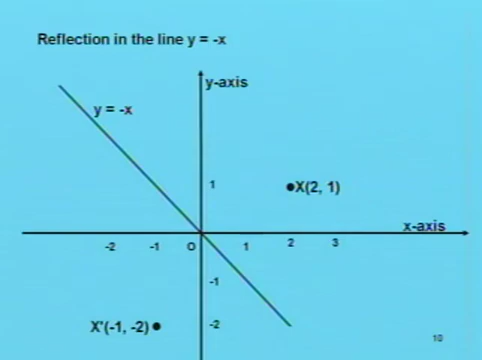 Reflection in the line y = -x
y-axis
y = -x
1
X(2, 1)
x-axis
-2 -1 O 1 2 3
-1
X'(-1, -2)
-2
10